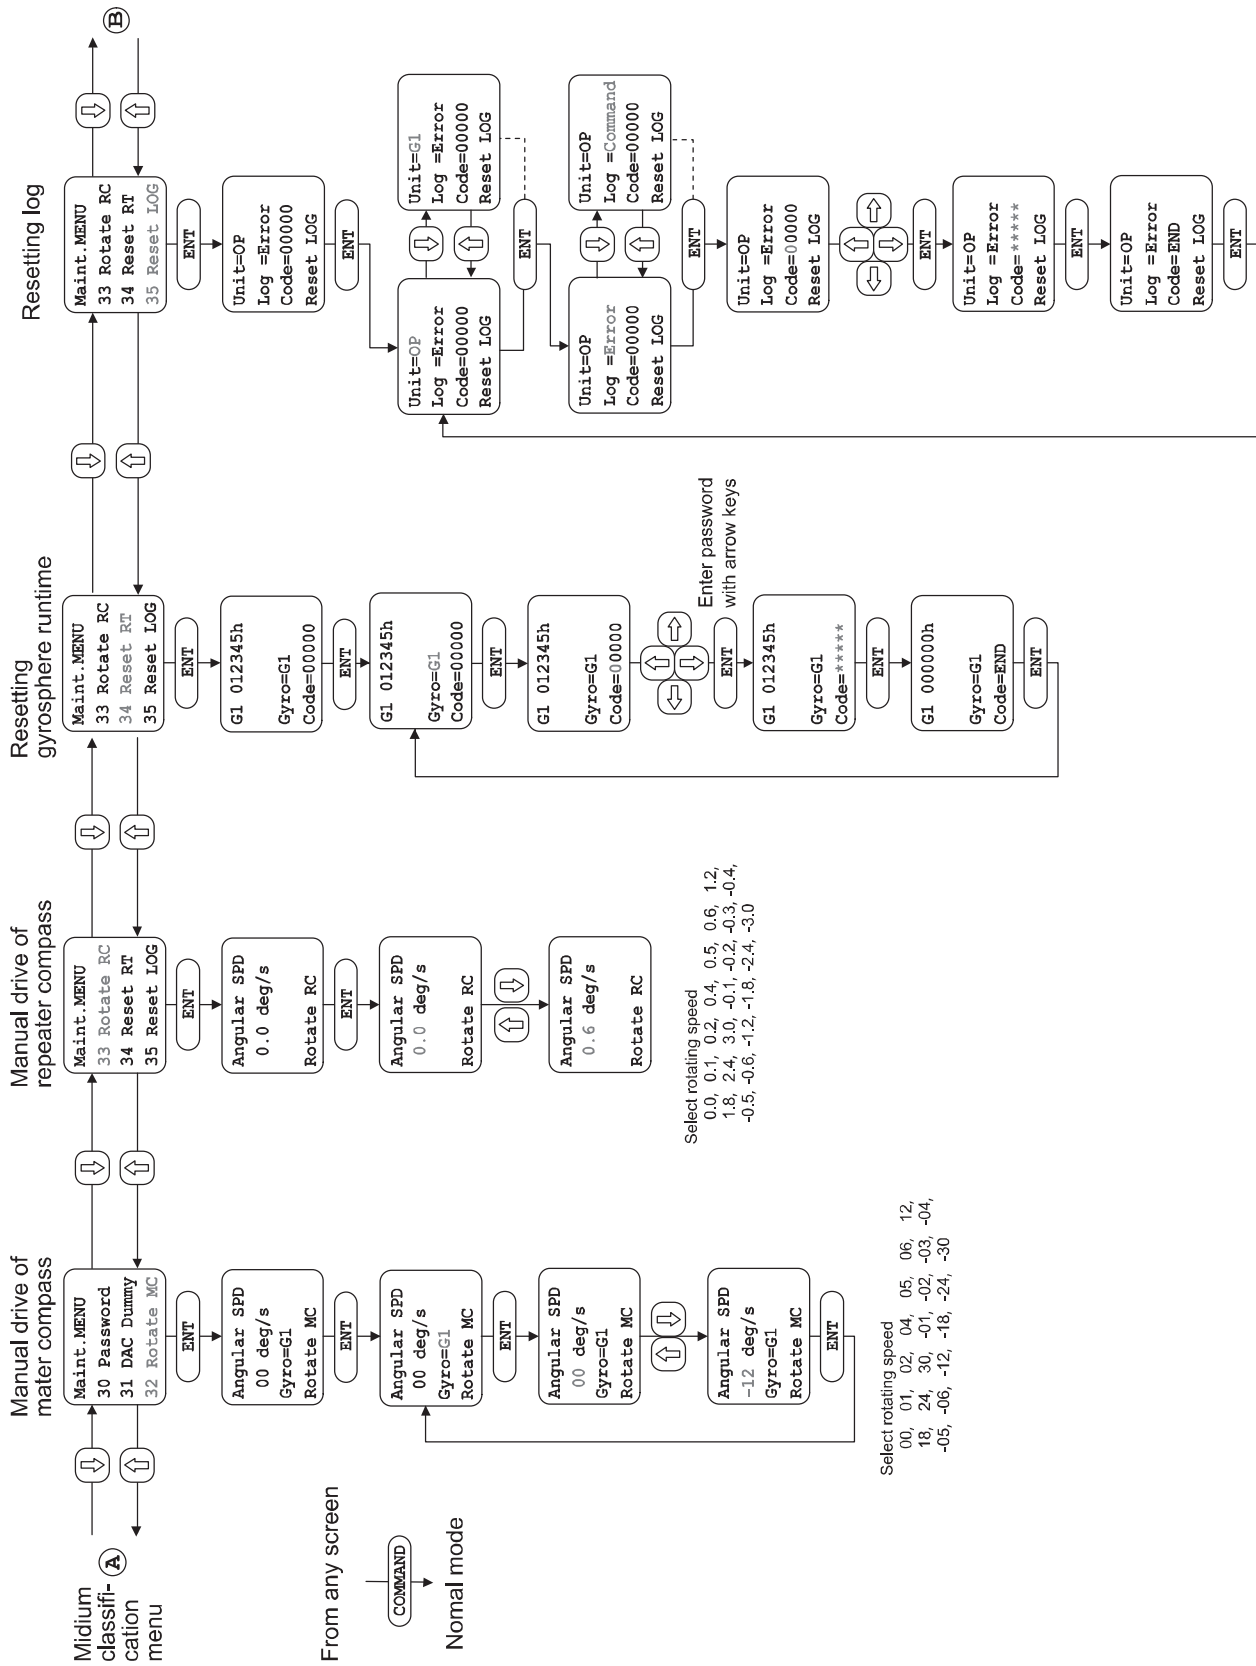 Midium
classifi-
cation
menu
A
From any screen
COMMAND
Nomal mode
Manual drive of
mater compass
Maint.MENU
30 Password
31 DAC Dummy
32 Rotate MC
ENT
Angular SPD
00 deg/s
Gyro=G1
Rotate MC
ENT
Angular SPD
00 deg/s
Gyro=G1
Rotate MC
ENT
Angular SPD
00 deg/s
Gyro=G1
Rotate MC
Angular SPD
-12 deg/s
Gyro=G1
Rotate MC
ENT
Select rotating speed
00, 01, 02, 04, 05, 06, 12,
18, 24, 30, -01, -02, -03, -04,
-05, -06, -12, -18, -24, -30
Manual drive of
repeater compass
Maint.MENU
33 Rotate RC
34 Reset RT
35 Reset LOG
ENT
Angular SPD
0.0 deg/s
Rotate RC
ENT
Angular SPD
0.0 deg/s
Rotate RC
Angular SPD
0.6 deg/s
Rotate RC
Select rotating speed
0.0, 0.1, 0.2, 0.4, 0.5, 0.6, 1.2,
1.8, 2.4, 3.0, -0.1, -0.2, -0.3, -0.4,
-0.5, -0.6, -1.2, -1.8, -2.4, -3.0
Resetting
gyrosphere runtime
Maint.MENU
33 Rotate RC
34 Reset RT
35 Reset LOG
ENT
G1 012345h
Gyro=G1
Code=00000
ENT
G1 012345h
Gyro=G1
Code=00000
ENT
G1 012345h
Gyro=G1
Code=00000
Enter password
with arrow keys
ENT
G1 012345h
Gyro=G1
Code=*****
ENT
G1 000000h
Gyro=G1
Code=END
ENT
Resetting log
Maint.MENU
33 Rotate RC
34 Reset RT
35 Reset LOG
B
ENT
Unit=OP
Log =Error
Code=00000
Reset LOG
ENT
Unit=OP
Log =Error
Code=00000
Reset LOG
Unit=G1
Log =Error
Code=00000
Reset LOG
ENT
Unit=OP
Log =Error
Code=00000
Reset LOG
Unit=OP
Log =Command
Code=00000
Reset LOG
ENT
Unit=OP
Log =Error
Code=00000
Reset LOG
ENT
Unit=OP
Log =Error
Code=*****
Reset LOG
ENT
Unit=OP
Log =Error
Code=END
Reset LOG
ENT